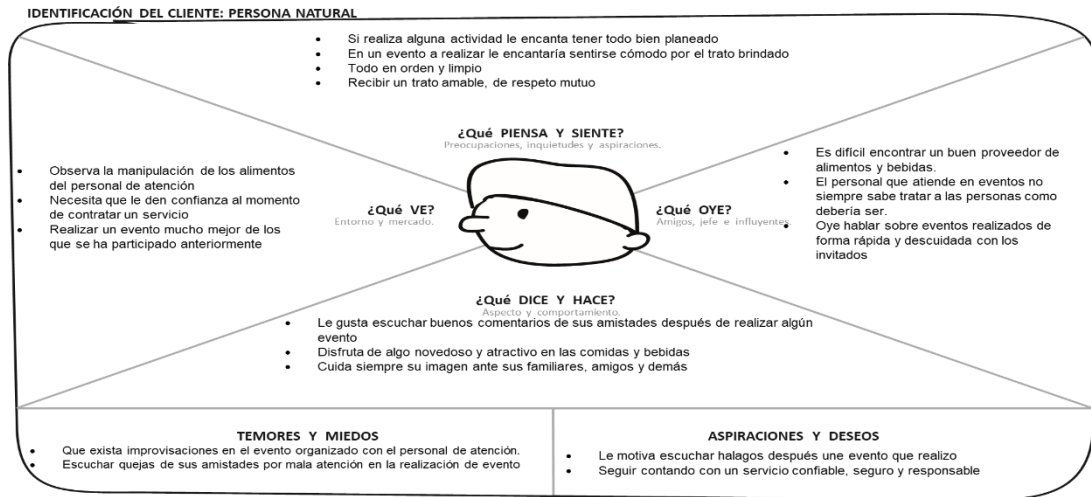 IDENTIFICACIÓN DEL CLIENTE: PERSONA NATURAL
• Si realiza alguna actividad le encanta tener todo bien planeado
• En un evento a realizar le encantaría sentirse cómodo por el trato brindado
• Todo en orden y limpio
• Recibir un trato amable, de respeto mutuo
¿Qué PIENSA Y SIENTE?
Preocupaciones, inquietudes y aspiraciones.
• Observa la manipulación de los alimentos
del personal de atención
• Necesita que le den confianza al momento
de contratar un servicio
• Realizar un evento mucho mejor de los
que se ha participado anteriormente
¿Qué VE?
Entorno y mercado.
¿Qué OYE?
Amigos, jefe e influyentes.
• Es difícil encontrar un buen proveedor de
alimentos y bebidas.
• El personal que atiende en eventos no
siempre sabe tratar a las personas como
debería ser.
• Oye hablar sobre eventos realizados de
forma rápida y descuidada con los
invitados
¿Qué DICE Y HACE?
Aspecto y comportamiento.
• Le gusta escuchar buenos comentarios de sus amistades después de realizar algún
evento
• Disfruta de algo novedoso y atractivo en las comidas y bebidas
• Cuida siempre su imagen ante sus familiares, amigos y demás
TEMORES Y MIEDOS
• Que exista improvisaciones en el evento organizado con el personal de atención.
• Escuchar quejas de sus amistades por mala atención en la realización de evento
ASPIRACIONES Y DESEOS
• Le motiva escuchar halagos después une evento que realizo
• Seguir contando con un servicio confiable, seguro y responsable